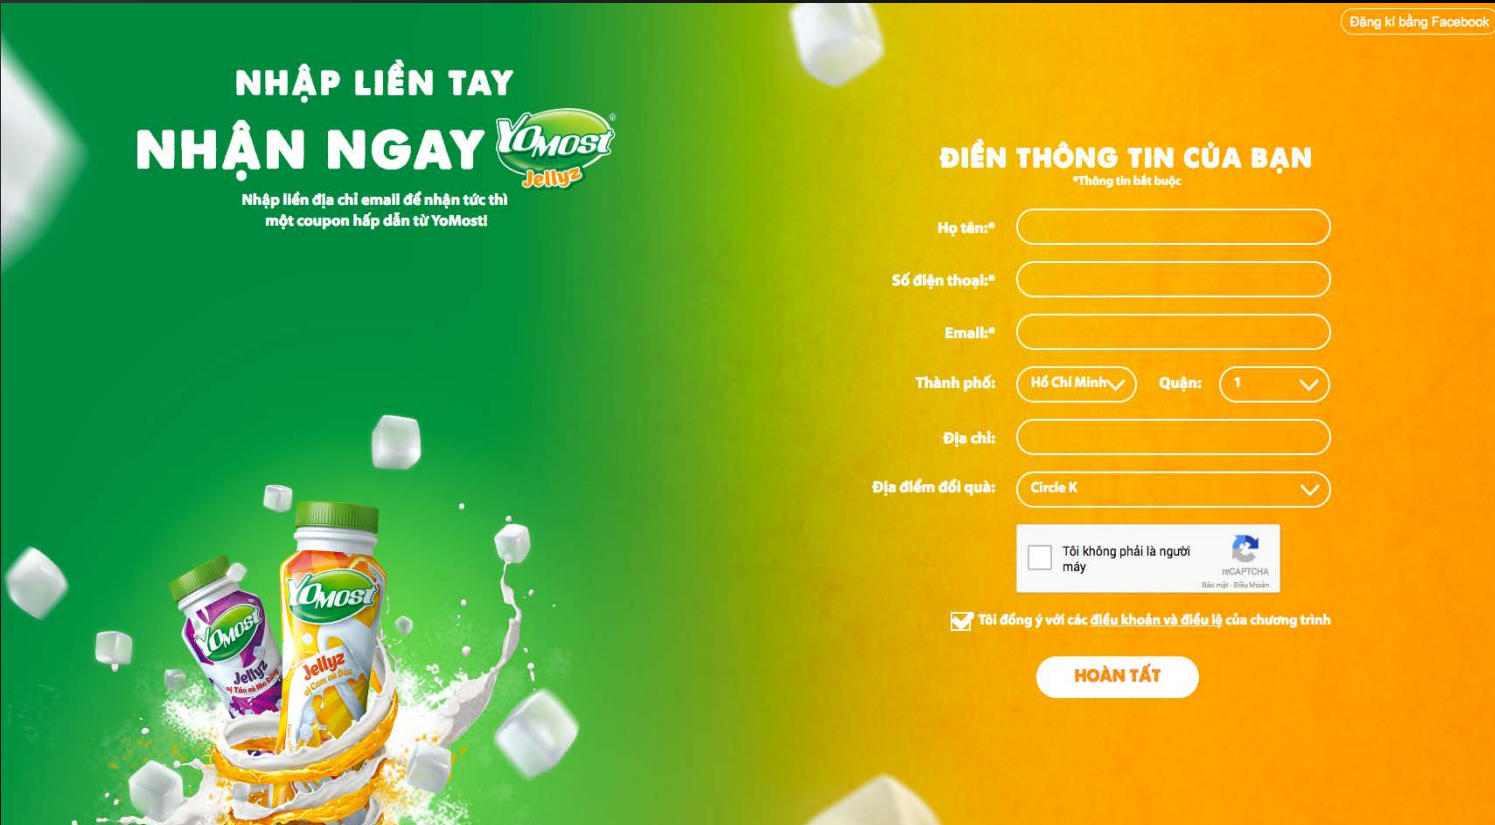 Đăng kí bằng Facebook
NHẬP LIỀN TAY
NHẬN NGAY YOMOST®
Jellyz
Nhập liền địa chỉ email để nhận tức thì
một coupon hấp dẫn từ YoMost!
ĐIỀN THÔNG TIN CỦA BẠN
*Thông tin bắt buộc
Họ tên:*
Số điện thoại:*
Email:*
Thành phố: Hồ Chí Minh Quận: 1
Địa chỉ:
Địa điểm đổi quà: Circle K
Tôi không phải là người
máy
reCAPTCHA
Bảo mật - Điều khoản
Tôi đồng ý với các điều khoản và điều lệ của chương trình
HOÀN TẤT
YOMOST
Jellyz
YOMOST
Jellyz
vị Cam và Đào